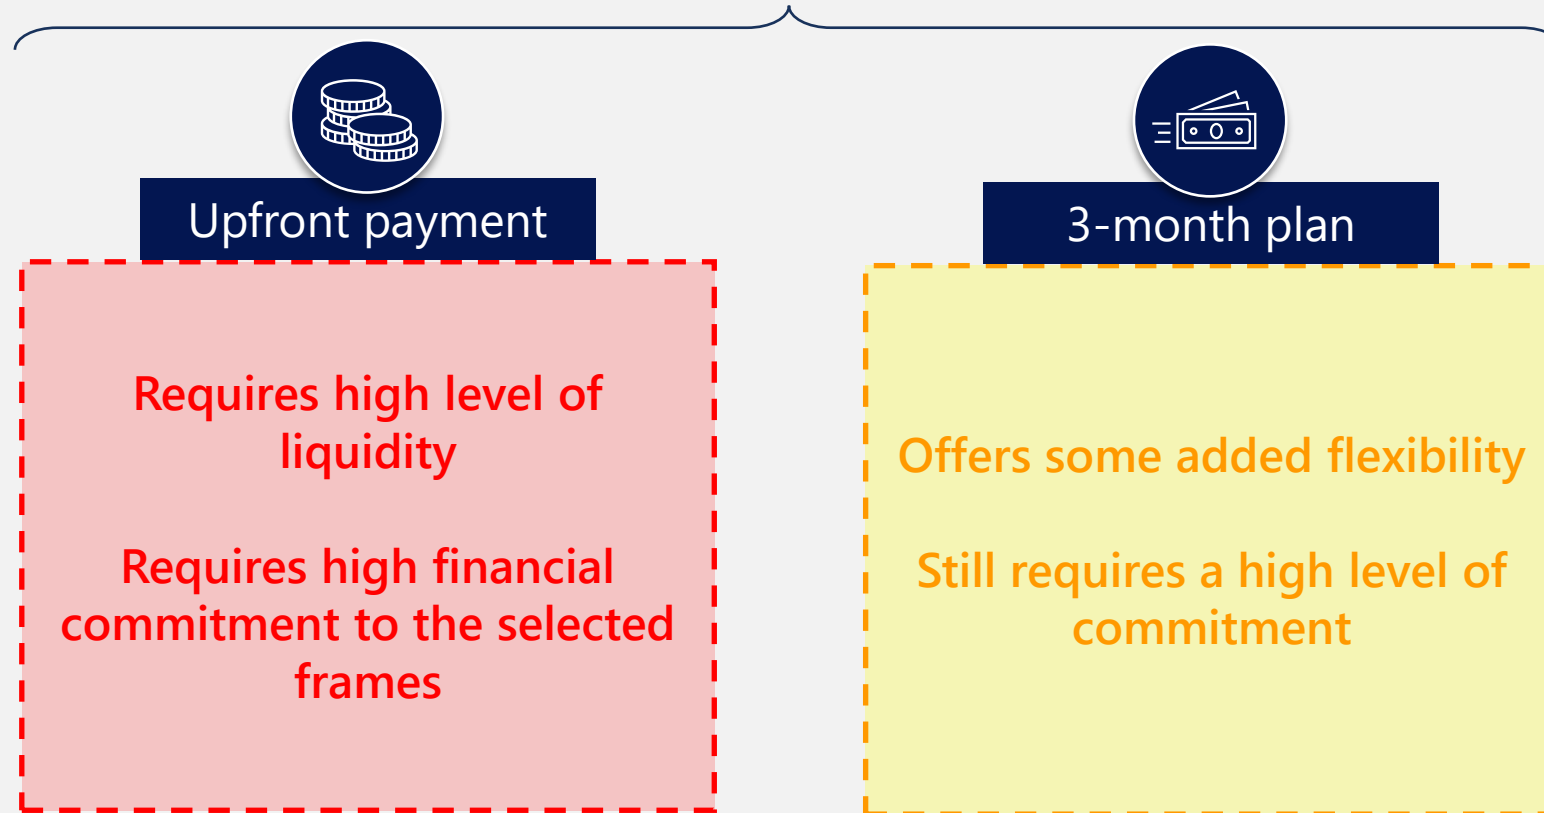 Upfront payment
Requires high level of
liquidity
Requires high financial
commitment to the selected
frames
3-month plan
Offers some added flexibility
Still requires a high level of
commitment